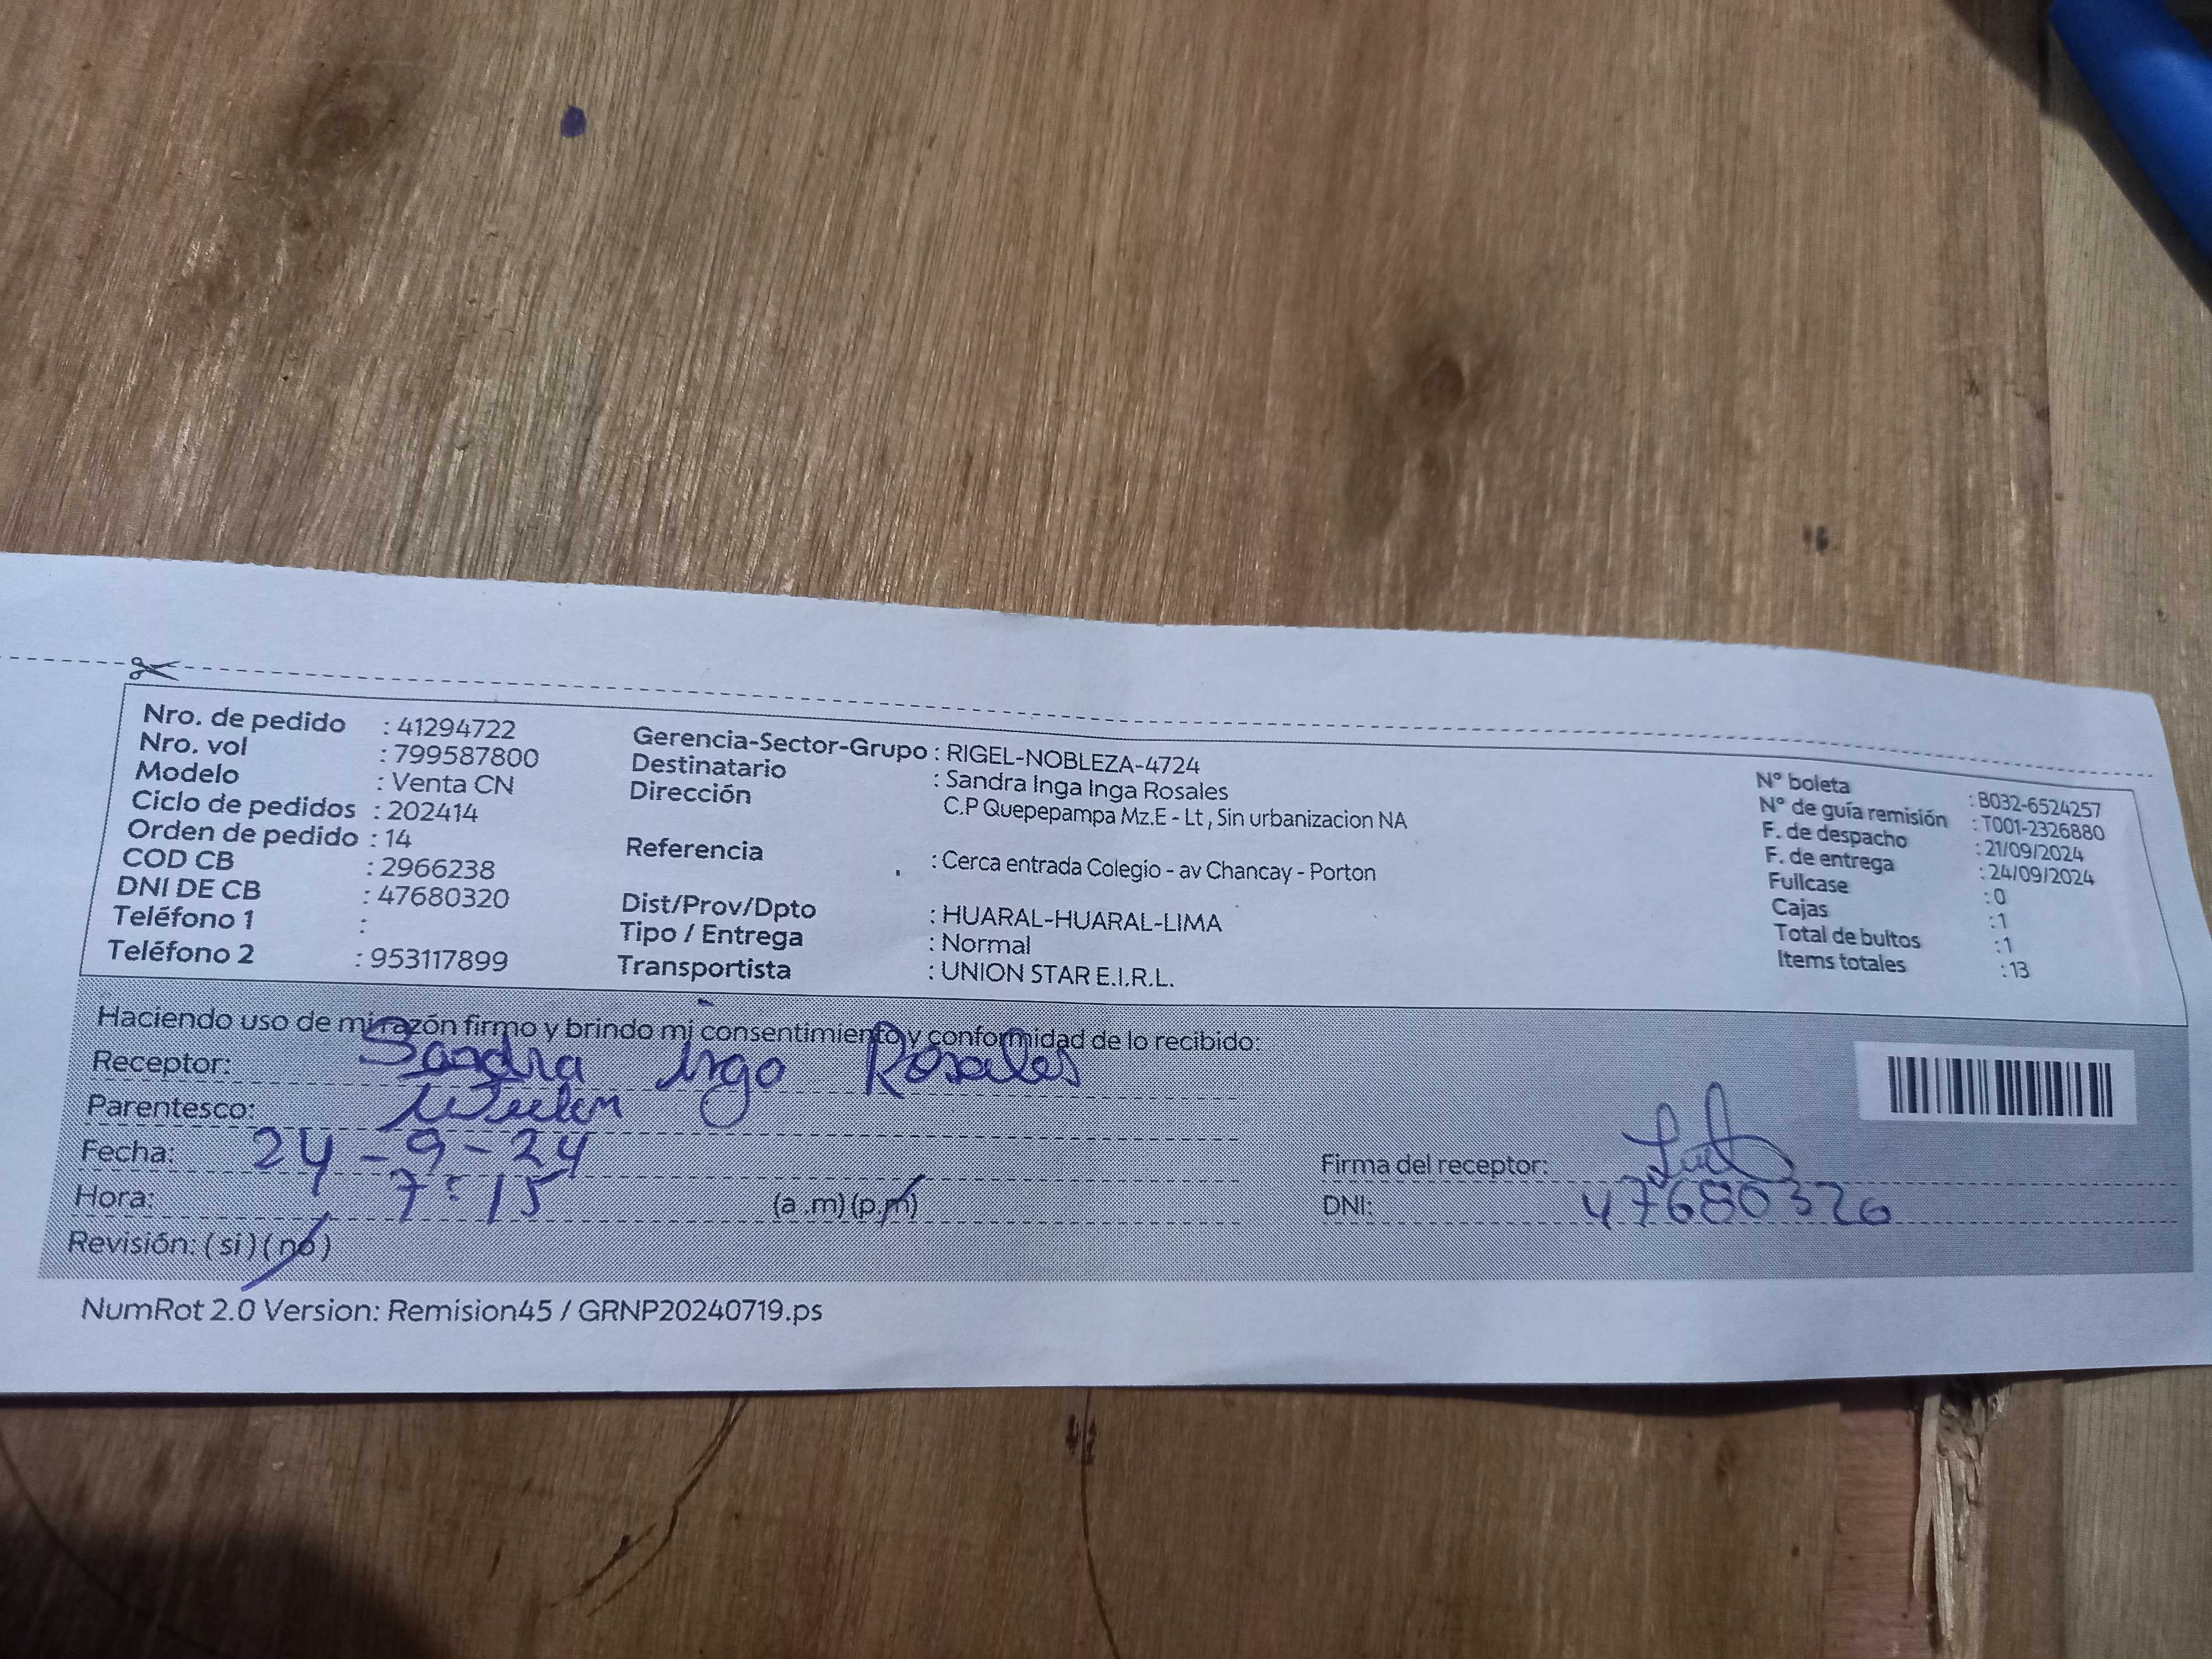 Nro. de pedido : 41294722
Nro. vol : 799587800
Modelo : Venta CN
Ciclo de pedidos : 202414
Orden de pedido : 14
COD CB : 2966238
DNI DE CB : 47680320
Teléfono 1 :
Teléfono 2 : 953117899
Gerencia-Sector-Grupo : RIGEL-NOBLEZA-4724
Destinatario : Sandra Inga Inga Rosales
Dirección C.P Quepepampa Mz.E - Lt , Sin urbanizacion NA
Referencia : Cerca entrada Colegio - av Chancay - Porton
Dist/Prov/Dpto : HUARAL-HUARAL-LIMA
Tipo / Entrega : Normal
Transportista : UNION STAR E.I.R.L.
N° boleta : B032-6524257
N° de guía remisión : T001-2326880
F. de despacho : 21/09/2024
F. de entrega : 24/09/2024
Fullcase : 0
Cajas : 1
Total de bultos : 1
Items totales : 13
Haciendo uso de mi razón firmo y brindo mi consentimiento y conformidad de lo recibido:
Receptor: Sandra Inga Rosales
Parentesco:
Fecha: 24-9-24
Hora: 7:15 (a .m)(p.m)
Revisión: (si)(no)
Firma del receptor:
DNI: 47680320
NumRot 2.0 Version: Remision45 / GRNP20240719.ps